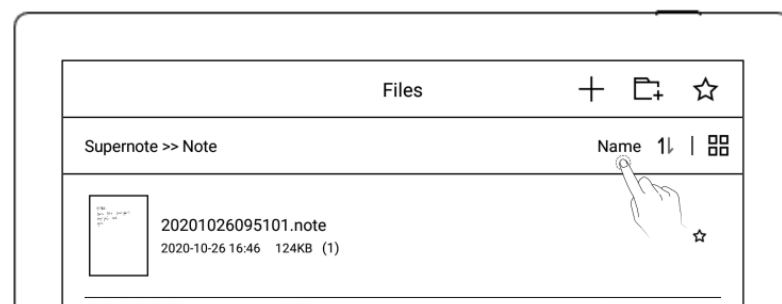 Files
Supernote >> Note
Name
20201026095101.note
2020-10-26 16:46 124KB (1)